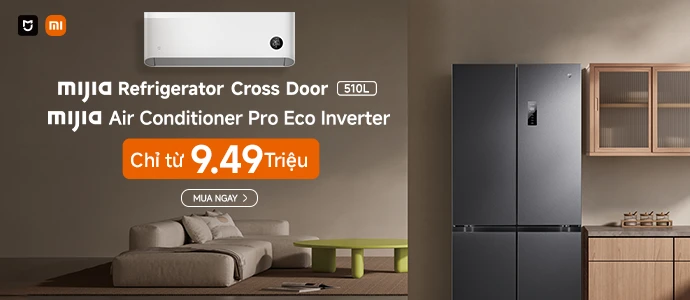 mijia Refrigerator Cross Door 510L
mijia Air Conditioner Pro Eco Inverter
Chỉ từ 9.49 Triệu
MUA NGAY >